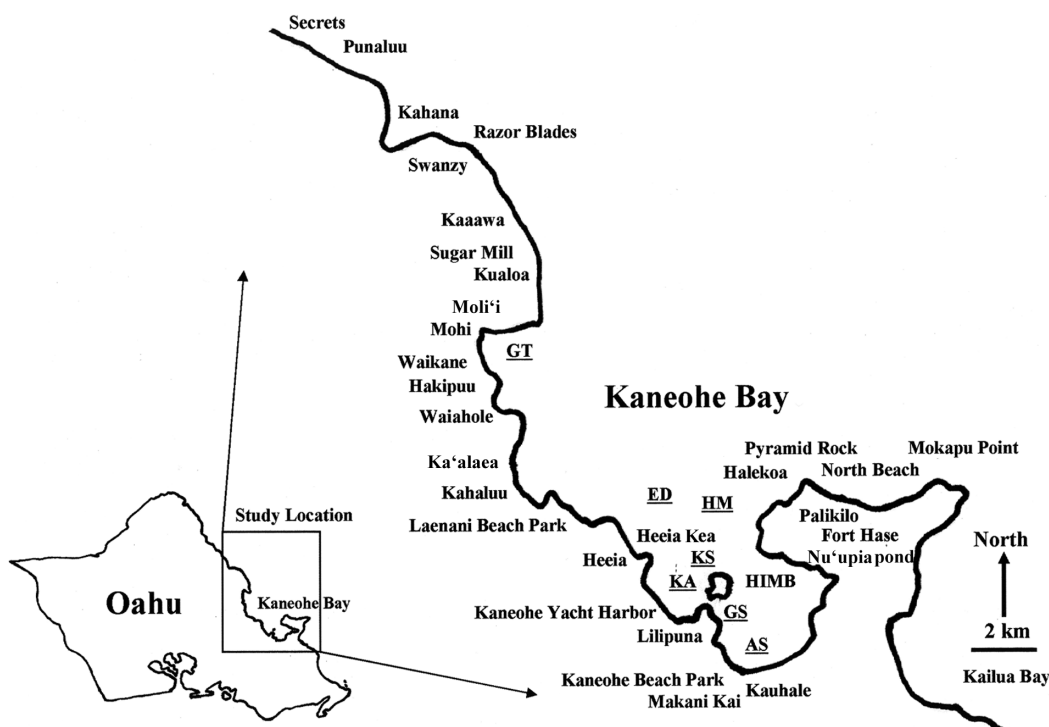 Secrets
Punaluu
Kahana
Razor Blades
Swanzy
Kaaawa
Sugar Mill
Kualoa
Moli‘i
Mohi
GT
Waikane
Hakipuu
Waiahole
Kaneohe Bay
Ka‘alaea
Kahaluu
Laenani Beach Park
Pyramid Rock
Mokapu Point
Halekoa
North Beach
ED
HM
Palikilo
Fort Hase
Nu‘upia pond
Heeia Kea
Heeia
KS
KA
HIMB
Kaneohe Yacht Harbor
GS
Lilipuna
AS
Kaneohe Beach Park
Makani Kai
Kauhale
North
2 km
Kailua Bay
Study Location
Oahu
Kaneohe Bay